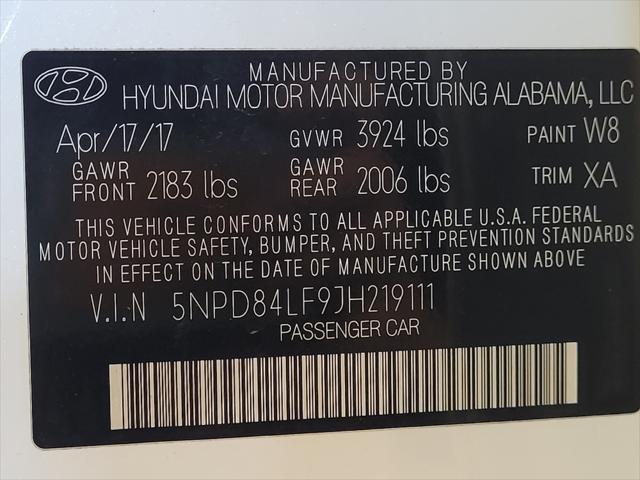 MANUFACTURED BY
HYUNDAI MOTOR MANUFACTURING ALABAMA, LLC
Apr/17/17 GVWR 3924 lbs PAINT W8
GAWR FRONT 2183 lbs GAWR REAR 2006 lbs TRIM XA
THIS VEHICLE CONFORMS TO ALL APPLICABLE U.S.A. FEDERAL
MOTOR VEHICLE SAFETY, BUMPER, AND THEFT PREVENTION STANDARDS
IN EFFECT ON THE DATE OF MANUFACTURE SHOWN ABOVE
V.I.N 5NPD84LF9JH219111
PASSENGER CAR